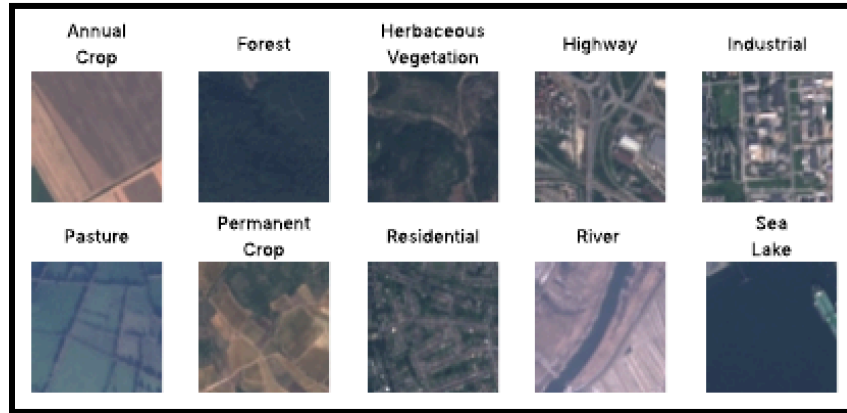 Annual
Crop
Forest
Herbaceous
Vegetation
Highway
Industrial
Pasture
Permanent
Crop
Residential
River
Sea
Lake